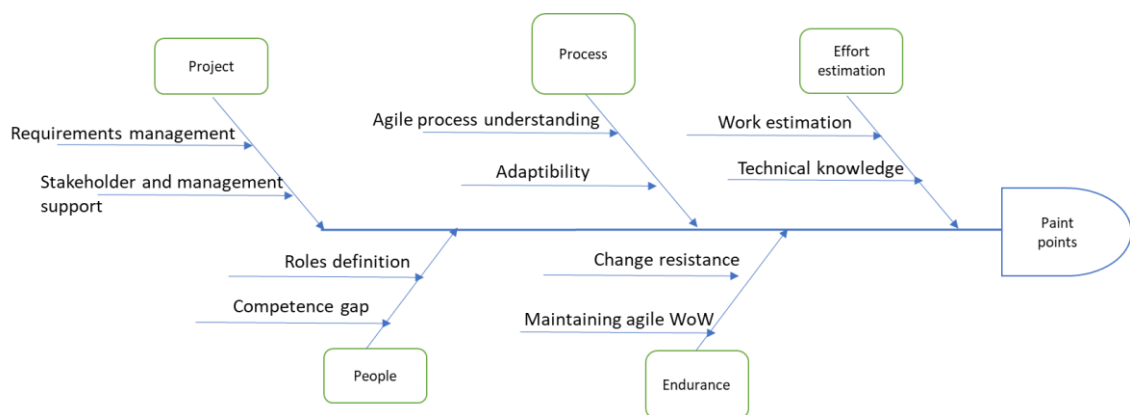 Project
Process
Effort
estimation
Requirements management
Stakeholder and management
support
Agile process understanding
Adaptibility
Work estimation
Technical knowledge
Paint
points
Roles definition
Competence gap
People
Change resistance
Maintaining agile WoW
Endurance